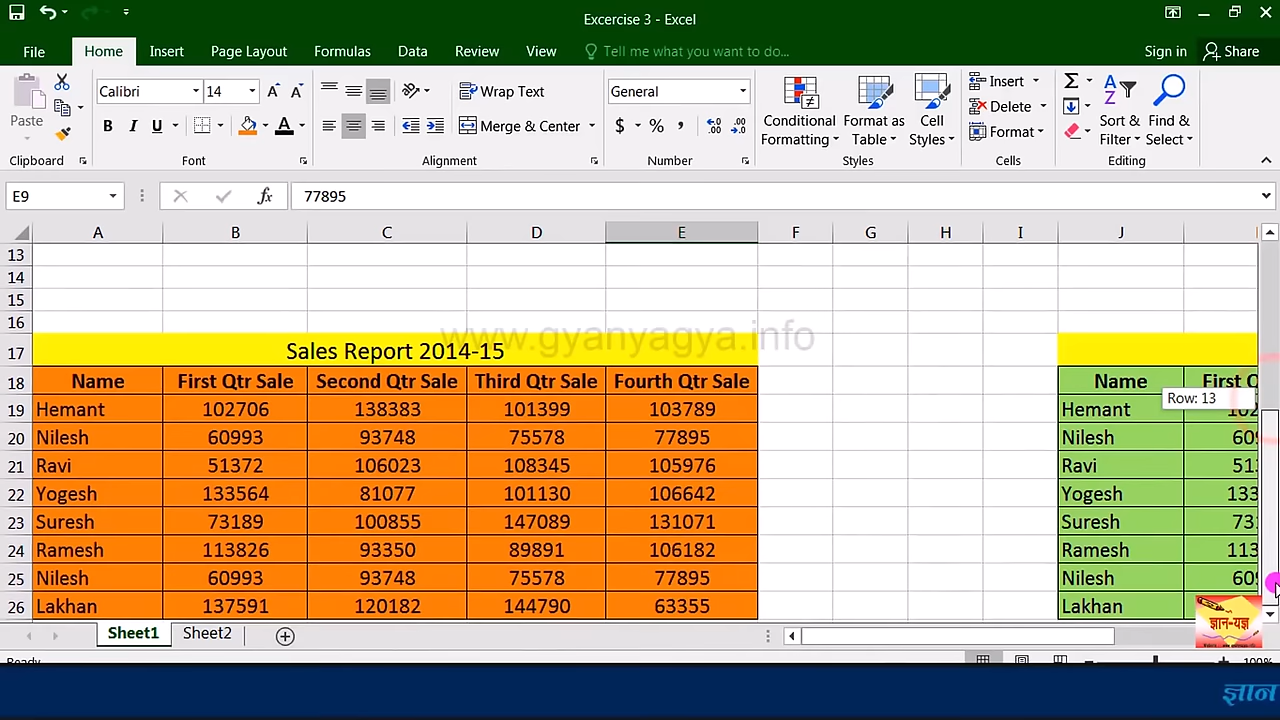 Excercise 3 - Excel
File Home Insert Page Layout Formulas Data Review View Tell me what you want to do... Sign in Share
Paste
Clipboard
Calibri 14
B I U
Font
Wrap Text
Merge & Center
Alignment
General
$ % ,
Number
Conditional Formatting
Format as Table
Cell Styles
Styles
Insert
Delete
Format
Cells
Sort & Filter
Find & Select
Editing
E9 fx 77895
A B C D E F G H I J
13
14
15
16
www.gyanyagya.info
17 Sales Report 2014-15
18 Name First Qtr Sale Second Qtr Sale Third Qtr Sale Fourth Qtr Sale Name First Q
Row: 13
19 Hemant 102706 138383 101399 103789 Hemant 102
20 Nilesh 60993 93748 75578 77895 Nilesh 609
21 Ravi 51372 106023 108345 105976 Ravi 513
22 Yogesh 133564 81077 101130 106642 Yogesh 133
23 Suresh 73189 100855 147089 131071 Suresh 73
24 Ramesh 113826 93350 89891 106182 Ramesh 113
25 Nilesh 60993 93748 75578 77895 Nilesh 609
26 Lakhan 137591 120182 144790 63355 Lakhan
ज्ञान-यज्ञ
Sheet1 Sheet2
Ready 100%
ज्ञान